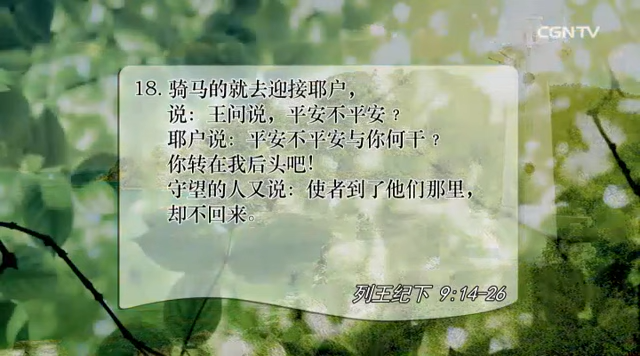 CGNTV
18. 骑马的就去迎接耶户，
说：王问说，平安不平安？
耶户说：平安不平安与你何干？
你转在我后头吧！
守望的人又说：使者到了他们那里，
却不回来。
列王纪下 9:14-26